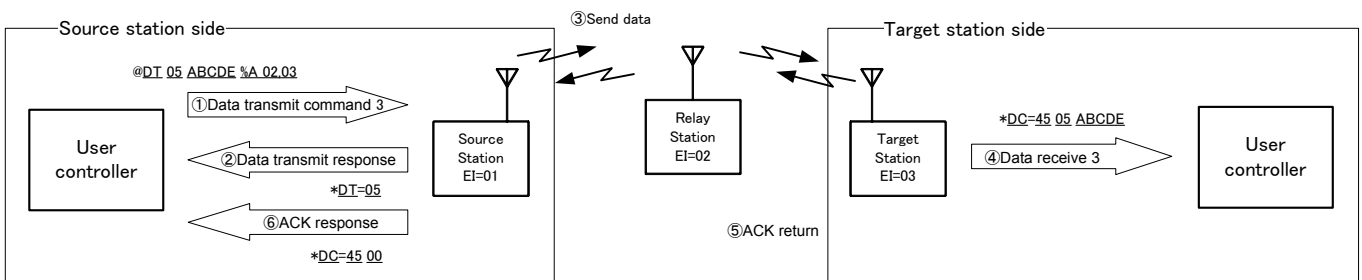 ③Send data
Source station side
Target station side
@DT 05 ABCDE %A 02,03
①Data transmit command 3
User
controller
②Data transmit response
*DT=05
⑥ACK response
*DC=45 00
Source
Station
EI=01
Relay
Station
EI=02
⑤ACK return
Target
Station
EI=03
*DC=45 05 ABCDE
④Data receive 3
User
controller